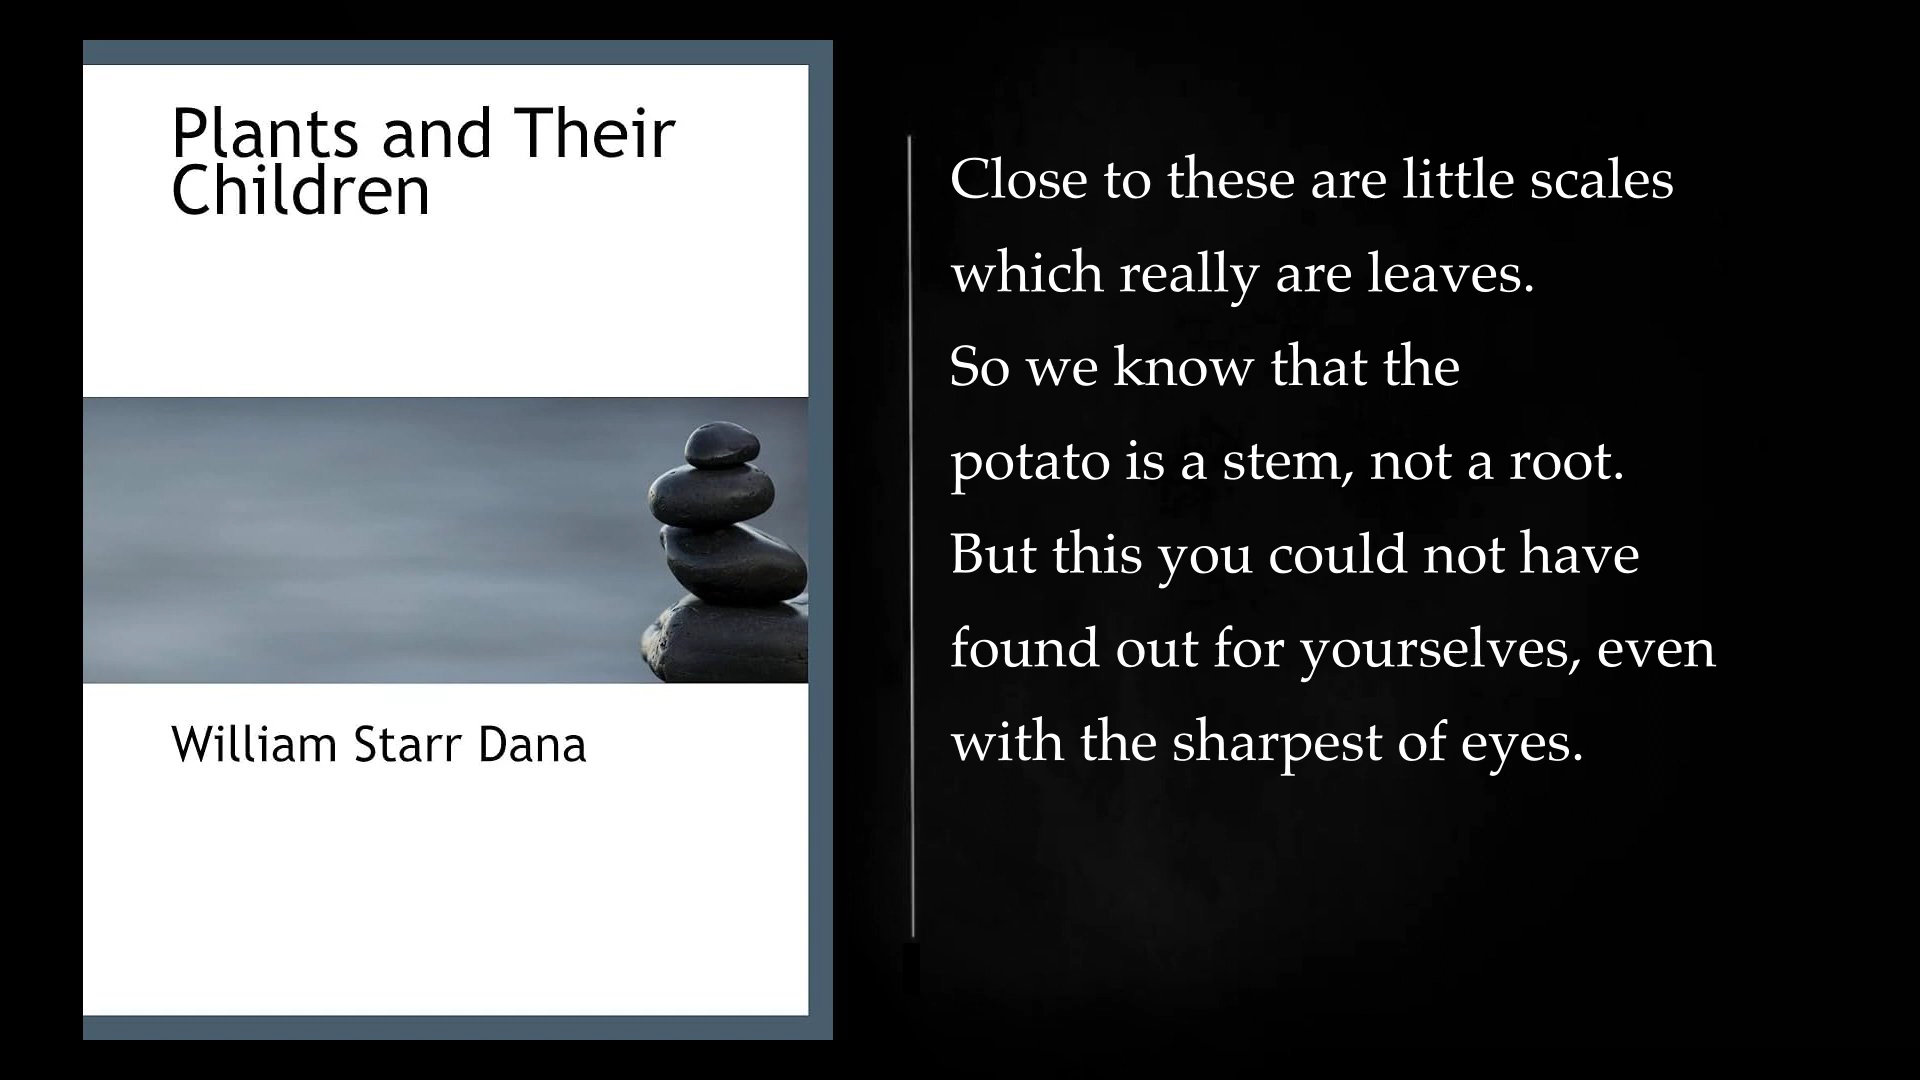 Plants and Their
Children
William Starr Dana
Close to these are little scales
which really are leaves.
So we know that the
potato is a stem, not a root.
But this you could not have
found out for yourselves, even
with the sharpest of eyes.